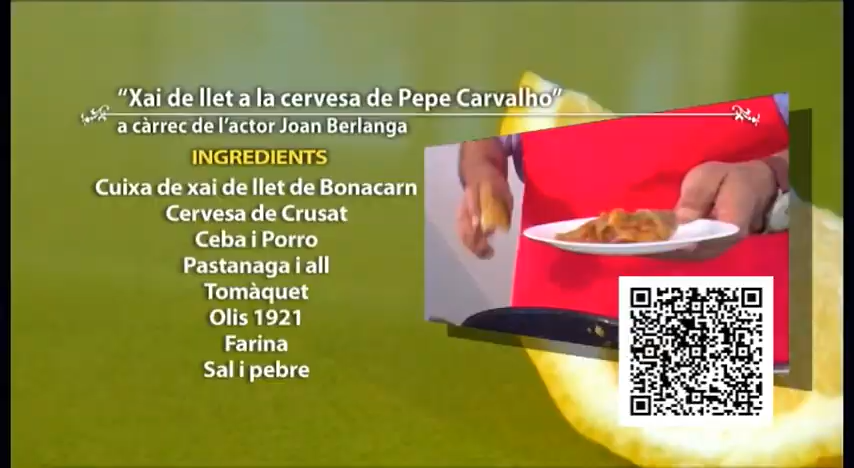 “Xai de llet a la cervesa de Pepe Carvalho”
a càrrec de l’actor Joan Berlanga
INGREDIENTS
Cuixa de xai de llet de Bonacarn
Cervesa de Crusat
Ceba i Porro
Pastanaga i all
Tomàquet
Olis 1921
Farina
Sal i pebre